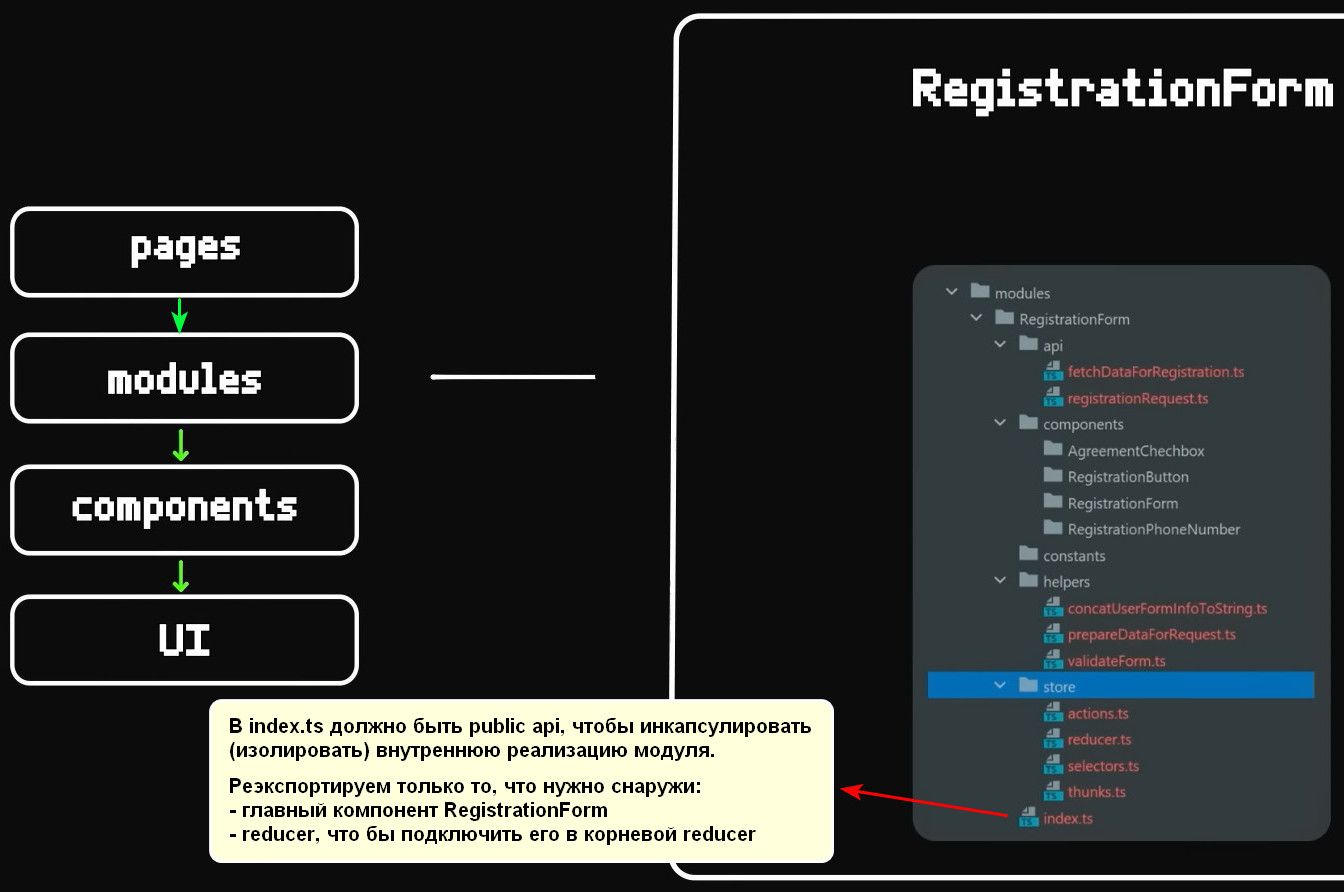 RegistrationForm
pages
modules
components
UI
modules
RegistrationForm
api
fetchDataForRegistration.ts
registrationRequest.ts
components
AgreementChechbox
RegistrationButton
RegistrationForm
RegistrationPhoneNumber
constants
helpers
concatUserFormInfoToString.ts
prepareDataForRequest.ts
validateForm.ts
store
actions.ts
reducer.ts
selectors.ts
thunks.ts
index.ts
В index.ts должно быть public api, чтобы инкапсулировать
(изолировать) внутреннюю реализацию модуля.
Реэкспортируем только то, что нужно снаружи:
- главный компонент RegistrationForm
- reducer, что бы подключить его в корневой reducer